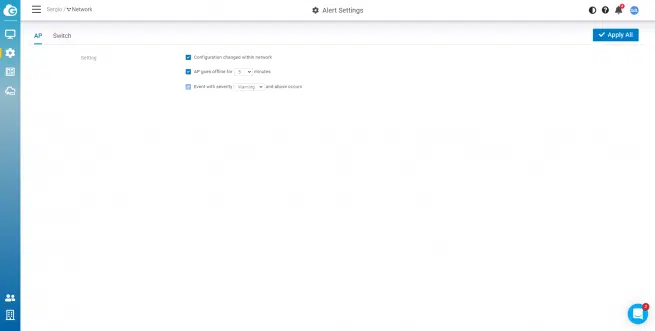 Sergio / Network
Alert Settings
AP Switch
Apply All
Setting
Configuration changed within network
AP goes offline for 5 minutes
Event with severity Warning and above occurs